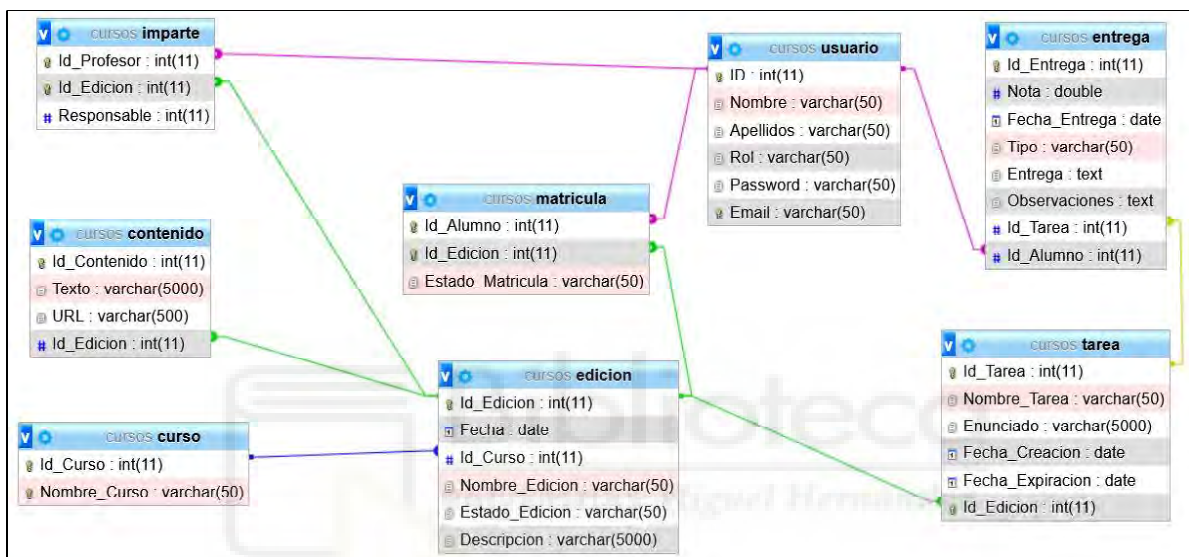 cursos imparte
Id_Profesor : int(11)
Id_Edicion : int(11)
Responsable : int(11)
cursos usuario
ID : int(11)
Nombre : varchar(50)
Apellidos : varchar(50)
Rol : varchar(50)
Password : varchar(50)
Email : varchar(50)
cursos entrega
Id_Entrega : int(11)
Nota : double
Fecha_Entrega : date
Tipo : varchar(50)
Entrega : text
Observaciones : text
Id_Tarea : int(11)
Id_Alumno : int(11)
cursos matricula
Id_Alumno : int(11)
Id_Edicion : int(11)
Estado_Matricula : varchar(50)
cursos contenido
Id_Contenido : int(11)
Texto : varchar(5000)
URL : varchar(500)
Id_Edicion : int(11)
cursos edicion
Id_Edicion : int(11)
Fecha : date
Id_Curso : int(11)
Nombre_Edicion : varchar(50)
Estado_Edicion : varchar(50)
Descripcion : varchar(5000)
cursos curso
Id_Curso : int(11)
Nombre_Curso : varchar(50)
cursos tarea
Id_Tarea : int(11)
Nombre_Tarea : varchar(50)
Enunciado : varchar(5000)
Fecha_Creacion : date
Fecha_Expiracion : date
Id_Edicion : int(11)
Biblioteca
Miguel Hernández